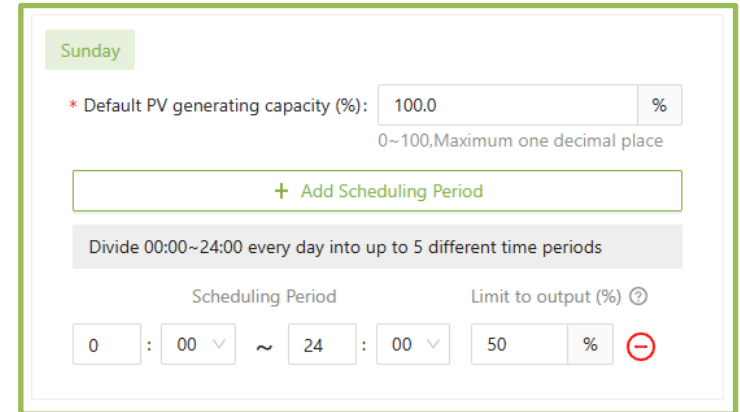 Sunday
* Default PV generating capacity (%): 100.0 %
0~100,Maximum one decimal place
+ Add Scheduling Period
Divide 00:00~24:00 every day into up to 5 different time periods
Scheduling Period Limit to output (%) ?
0 : 00 ~ 24 : 00 50 %